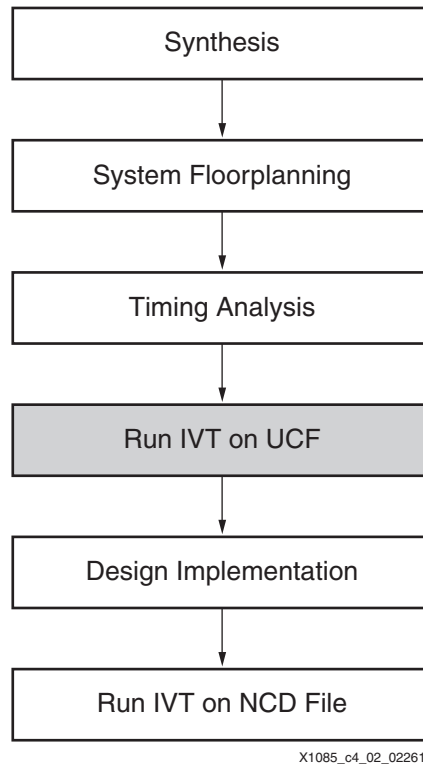 Synthesis
System Floorplanning
Timing Analysis
Run IVT on UCF
Design Implementation
Run IVT on NCD File
X1085_c4_02_02261